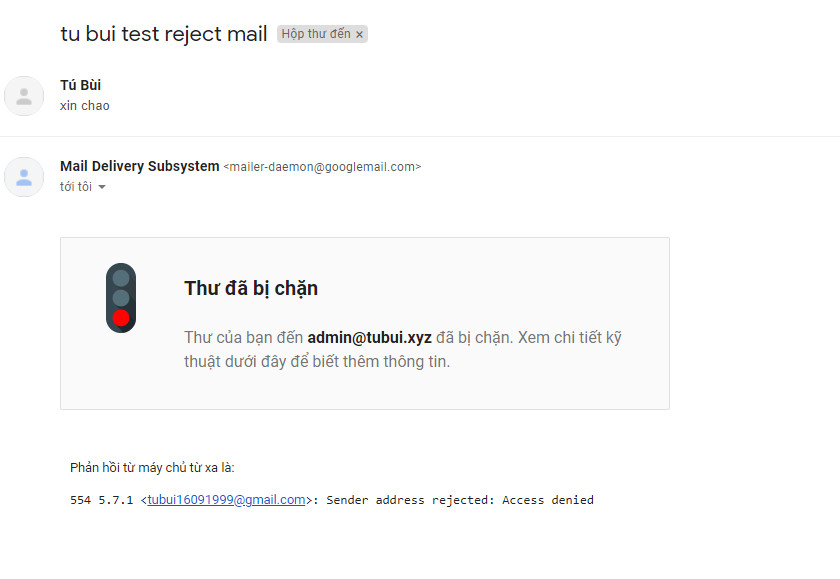 tu bui test reject mail Hộp thư đến ×
Tú Bùi
xin chao
Mail Delivery Subsystem <mailer-daemon@googlemail.com>
tới tôi
Thư đã bị chặn
Thư của bạn đến admin@tubui.xyz đã bị chặn. Xem chi tiết kỹ
thuật dưới đây để biết thêm thông tin.
Phản hồi từ máy chủ từ xa là:
554 5.7.1 <tubui16091999@gmail.com>: Sender address rejected: Access denied